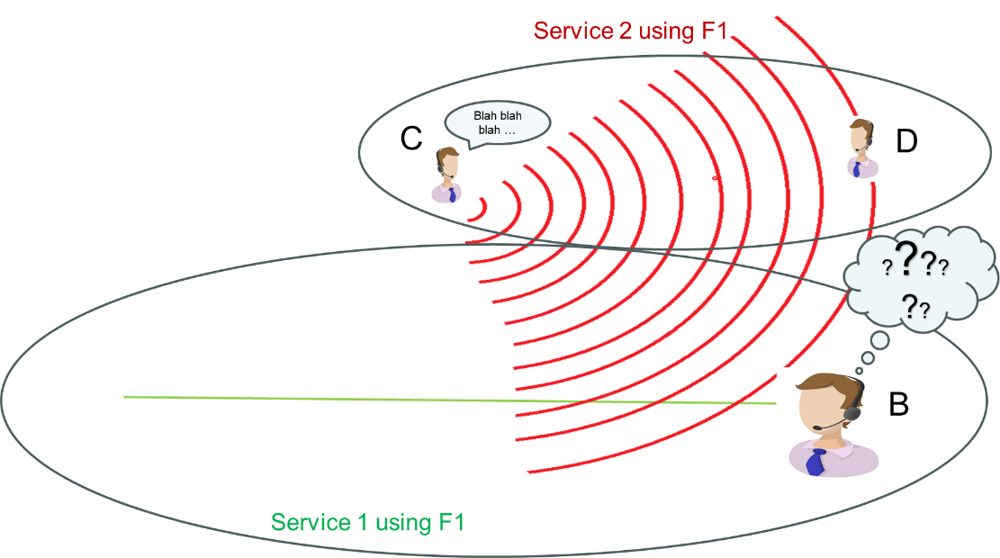 Service 2 using F1
Blah blah
blah ...
C
D
? ? ? ?
? ?
B
Service 1 using F1